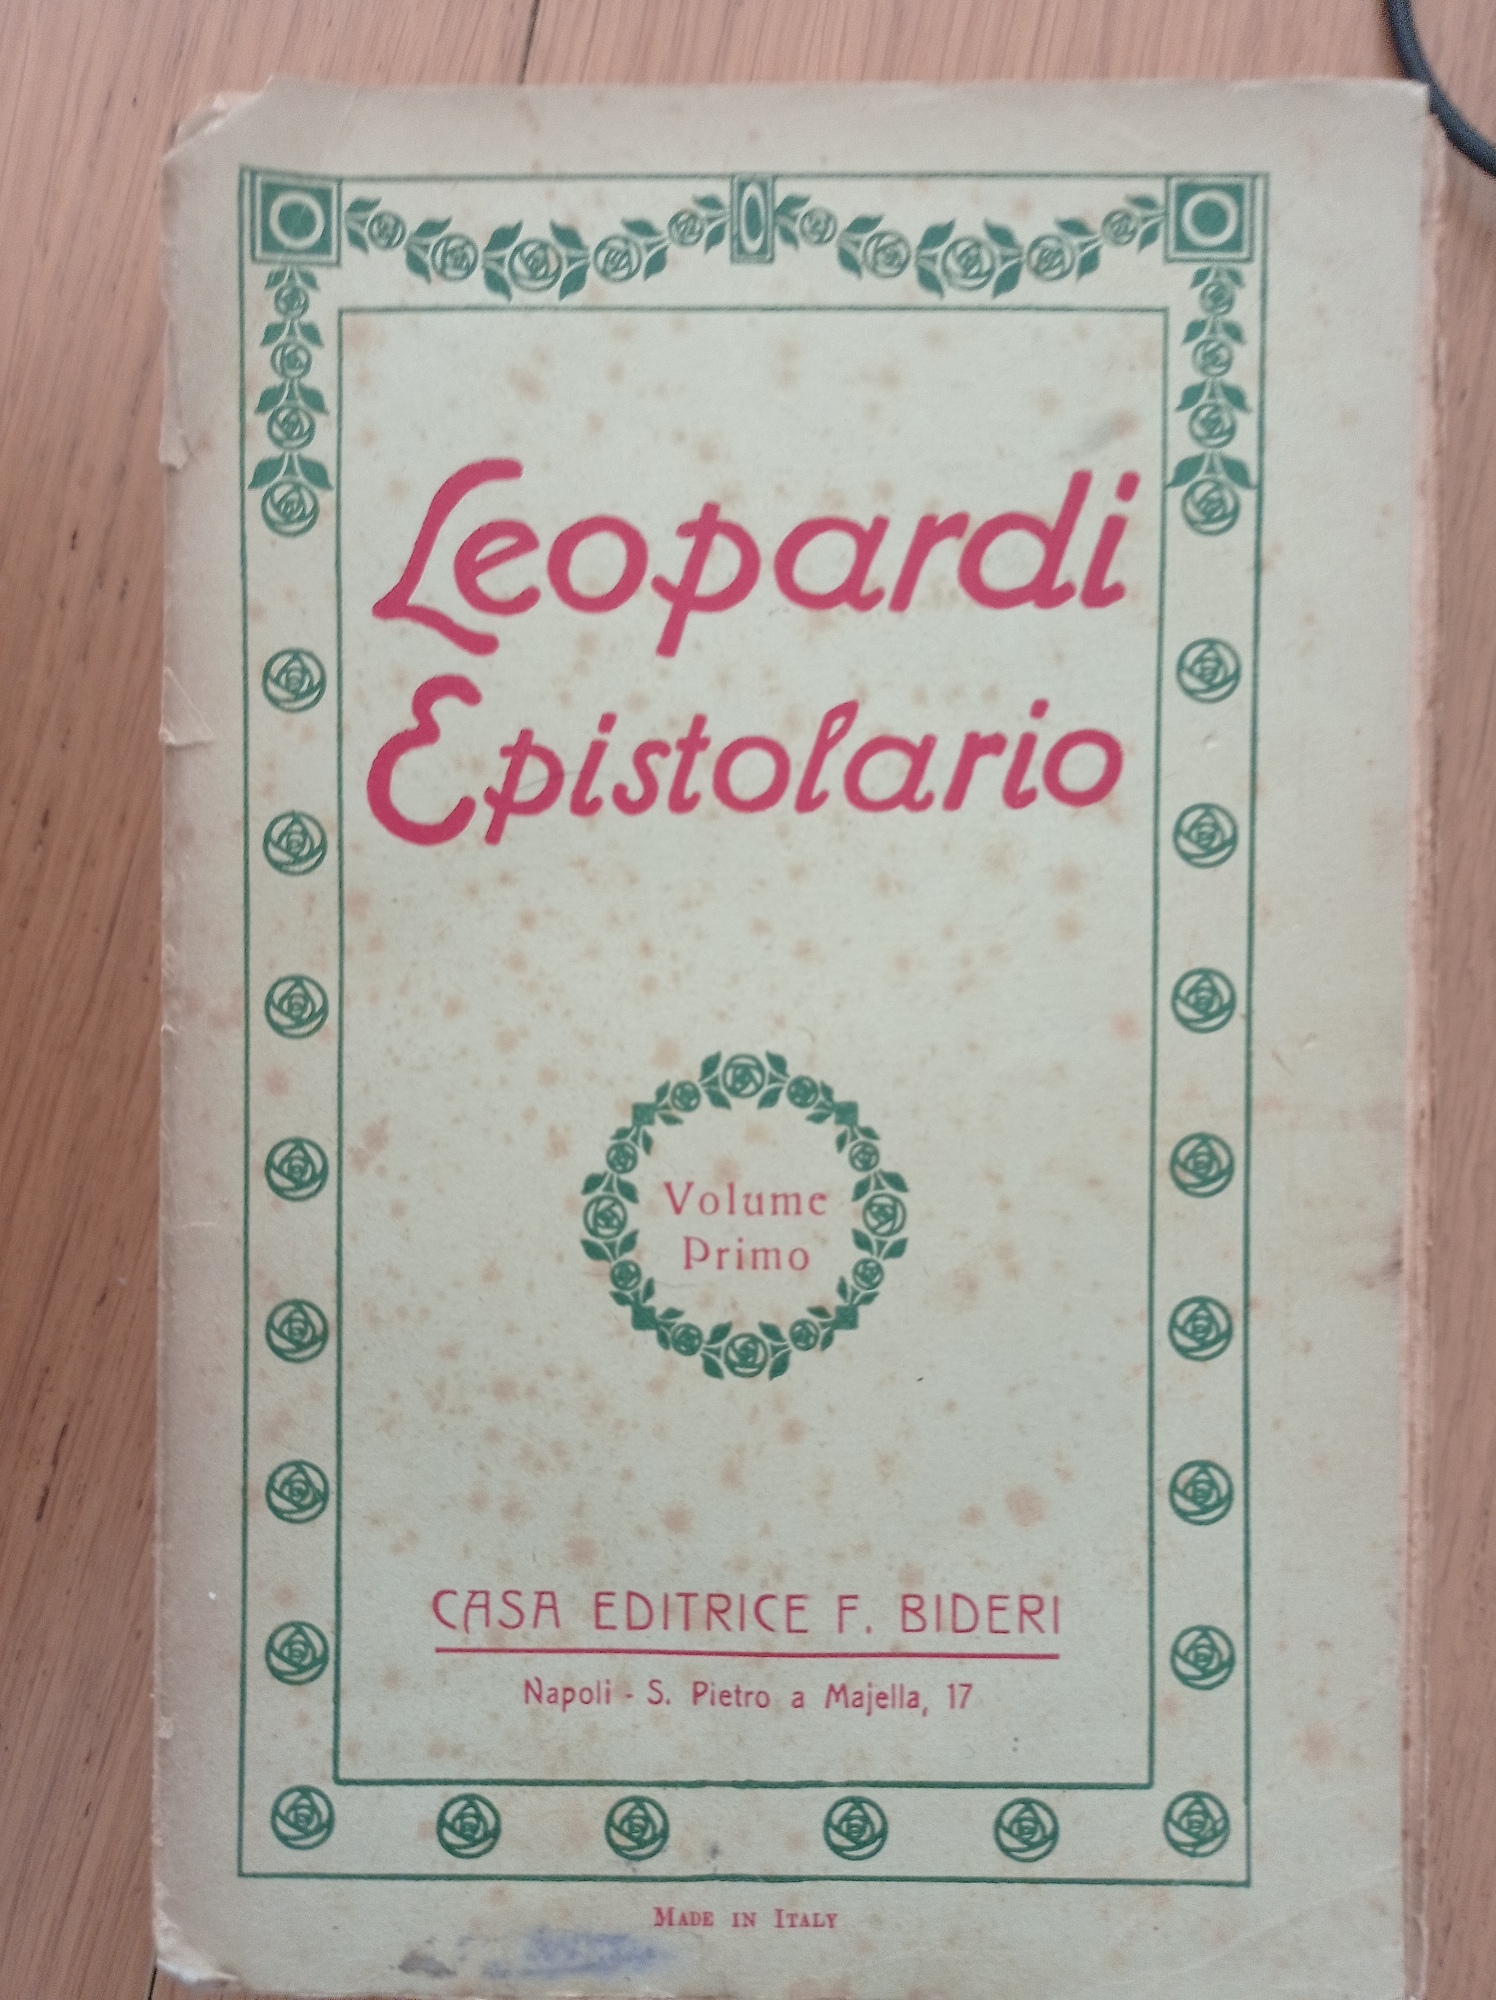 Leopardi
Epistolario
Volume
Primo
CASA EDITRICE F. BIDERI
Napoli - S. Pietro a Majella, 17
MADE IN ITALY